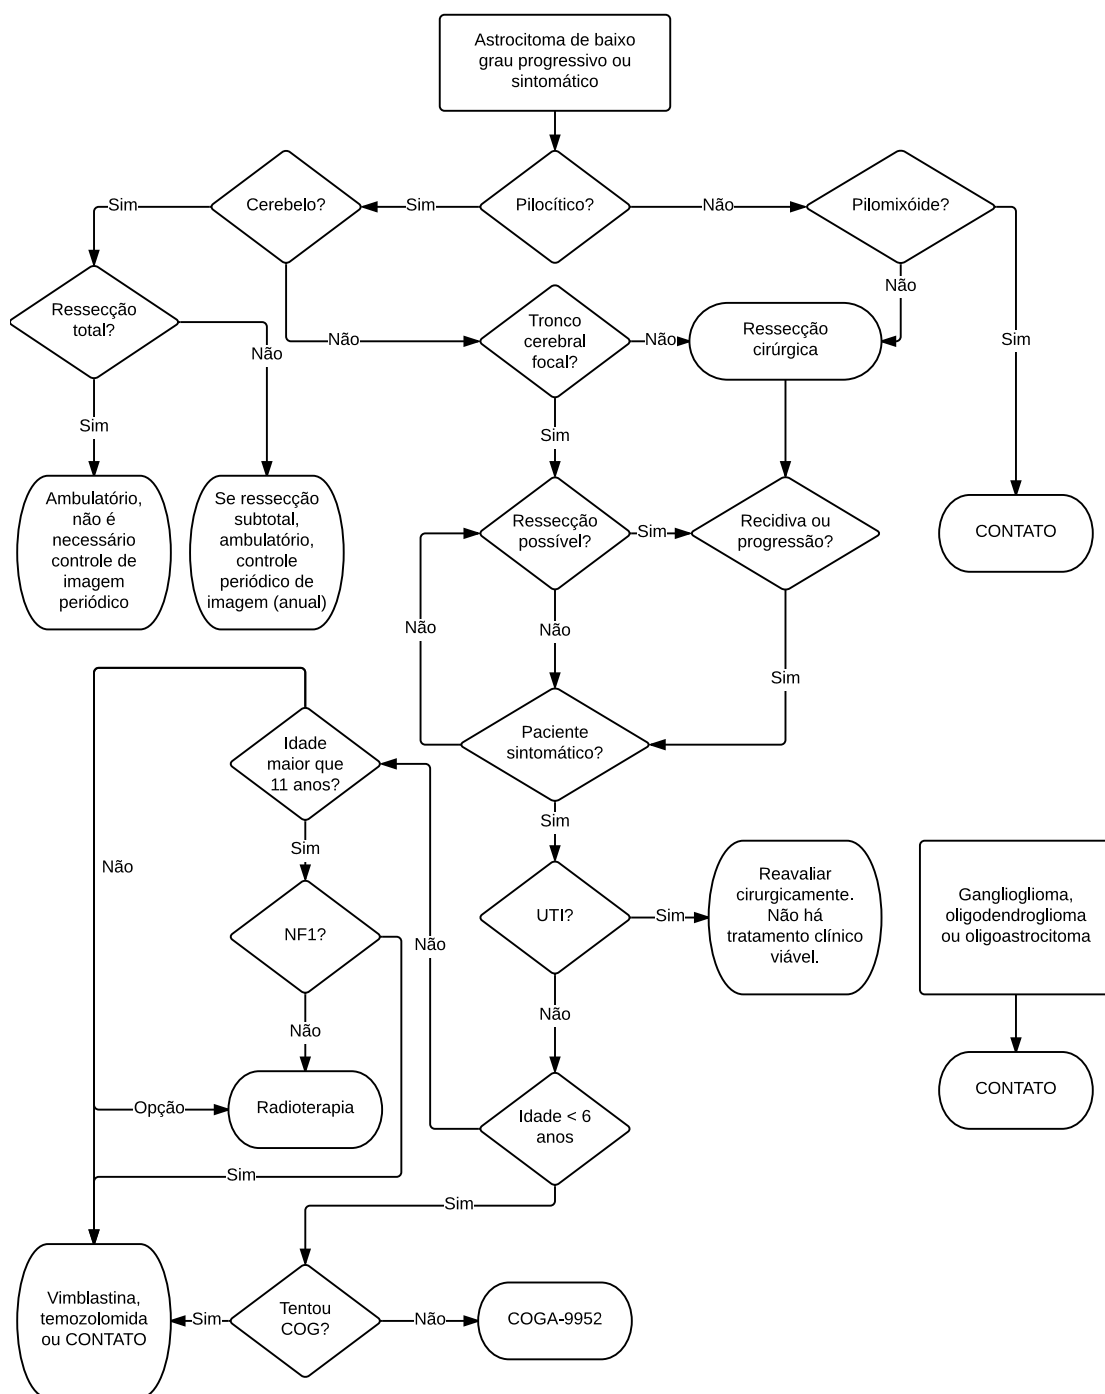 Astrocitoma de baixo
grau progressivo ou
sintomático
Sim
Cerebelo?
Sim
Pilocítico?
Não
Pilomixóide?
Ressecção
total?
Não
Não
Tronco
cerebral
focal?
Não
Ressecção
cirúrgica
Não
Sim
Sim
Sim
Ambulatório,
não é
necessário
controle de
imagem
periódico
Se ressecção
subtotal,
ambulatório,
controle
periódico de
imagem (anual)
Ressecção
possível?
Sim
Recidiva ou
progressão?
CONTATO
Não
Não
Sim
Paciente
sintomático?
Idade
maior que
11 anos?
Sim
Sim
Não
NF1?
Não
UTI?
Sim
Reavaliar
cirurgicamente.
Não há
tratamento clínico
viável.
Ganglioglioma,
oligodendroglioma
ou oligoastrocitoma
Não
Não
Opção
Radioterapia
Idade < 6
anos
CONTATO
Sim
Sim
Vimblastina,
temozolomida
ou CONTATO
Sim
Tentou
COG?
Não
COGA-9952